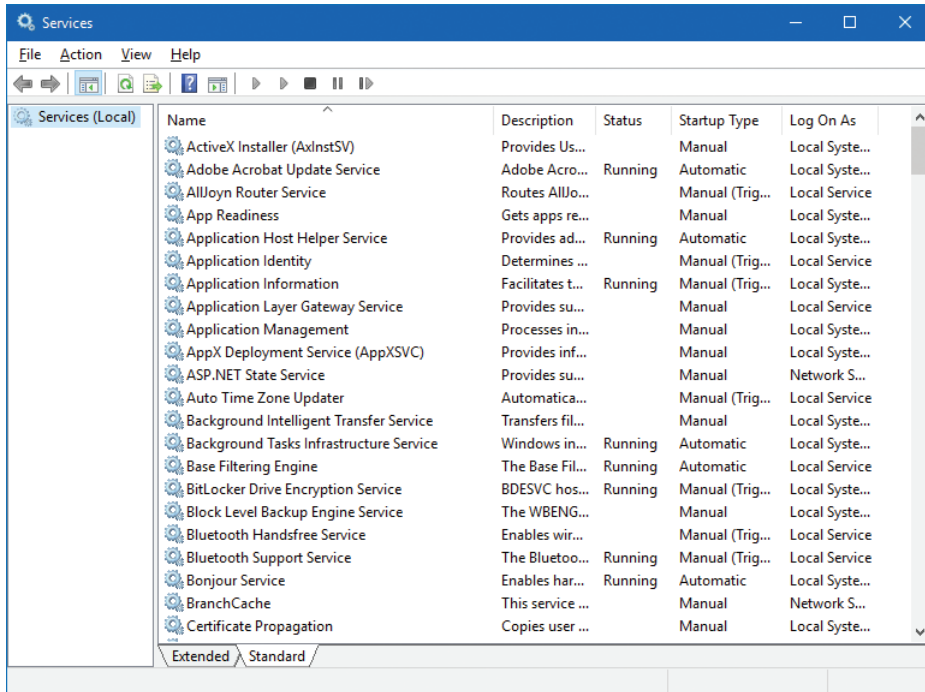 Services
File Action View Help
?
Services (Local)
Name Description Status Startup Type Log On As
ActiveX Installer (AxInstSV) Provides Us... Manual Local Syste...
Adobe Acrobat Update Service Adobe Acro... Running Automatic Local Syste...
AllJoyn Router Service Routes AllJo... Manual (Trig... Local Service
App Readiness Gets apps re... Manual Local Syste...
Application Host Helper Service Provides ad... Running Automatic Local Syste...
Application Identity Determines ... Manual (Trig... Local Service
Application Information Facilitates t... Running Manual (Trig... Local Syste...
Application Layer Gateway Service Provides su... Manual Local Service
Application Management Processes in... Manual Local Syste...
AppX Deployment Service (AppXSVC) Provides inf... Manual Local Syste...
ASP.NET State Service Provides su... Manual Network S...
Auto Time Zone Updater Automatica... Manual (Trig... Local Service
Background Intelligent Transfer Service Transfers fil... Manual Local Syste...
Background Tasks Infrastructure Service Windows in... Running Automatic Local Syste...
Base Filtering Engine The Base Fil... Running Automatic Local Service
BitLocker Drive Encryption Service BDESVC hos... Running Manual (Trig... Local Syste...
Block Level Backup Engine Service The WBENG... Manual Local Syste...
Bluetooth Handsfree Service Enables wir... Manual (Trig... Local Service
Bluetooth Support Service The Bluetoo... Running Manual (Trig... Local Service
Bonjour Service Enables har... Running Automatic Local Syste...
BranchCache This service ... Manual Network S...
Certificate Propagation Copies user ... Manual Local Syste...
Extended Standard